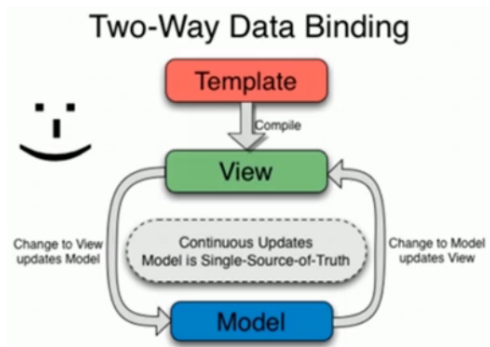 Two-Way Data Binding
Template
Compile
View
Change to View
updates Model
Continuous Updates
Model is Single-Source-of-Truth
Change to Model
updates View
Model